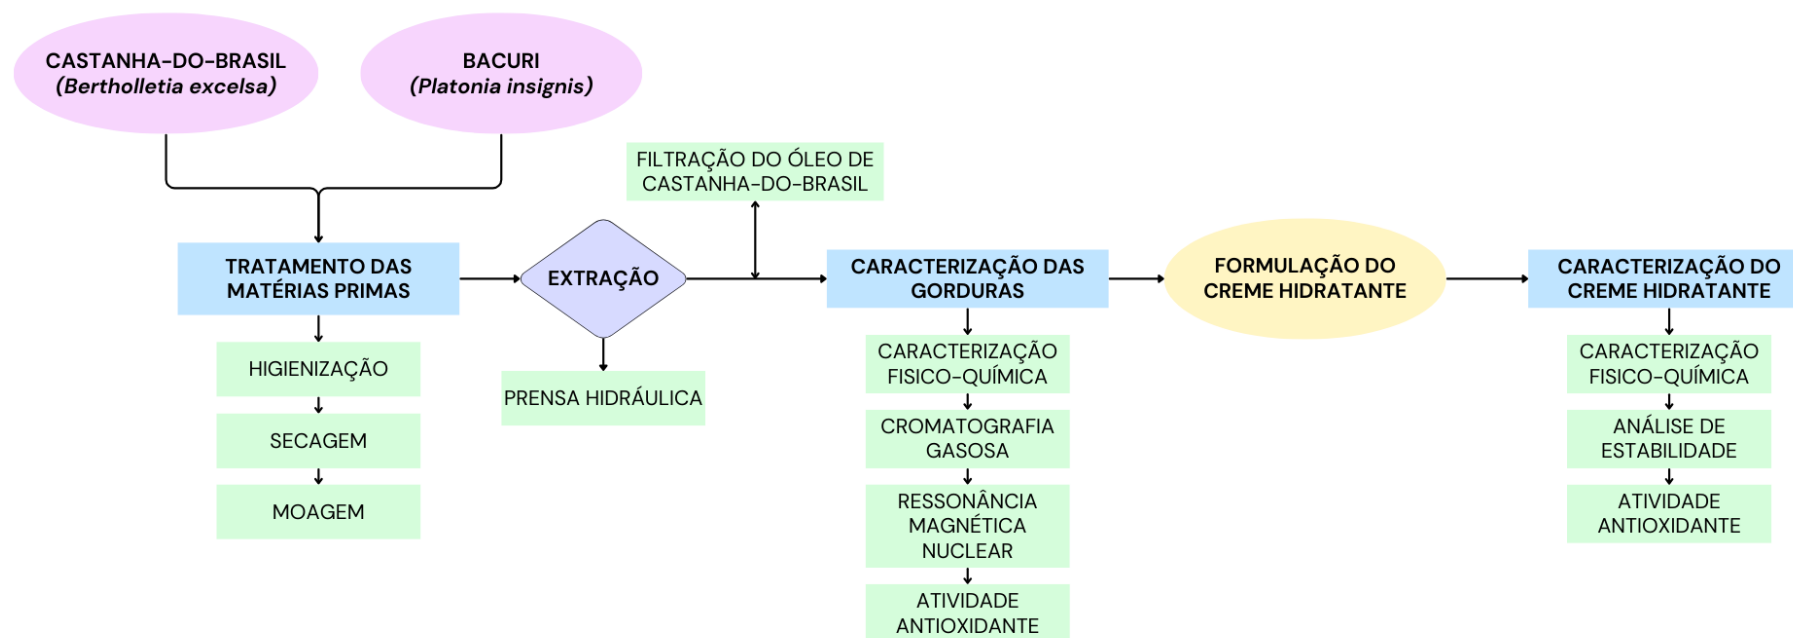 CASTANHA-DO-BRASIL
(Bertholletia excelsa)
BACURI
(Platonia insignis)
FILTRAÇÃO DO ÓLEO DE
CASTANHA-DO-BRASIL
TRATAMENTO DAS
MATÉRIAS PRIMAS
HIGIENIZAÇÃO
SECAGEM
MOAGEM
EXTRAÇÃO
PRENSA HIDRÁULICA
CARACTERIZAÇÃO DAS
GORDURAS
CARACTERIZAÇÃO
FISICO-QUÍMICA
CROMATOGRAFIA
GASOSA
RESSONÂNCIA
MAGNÉTICA
NUCLEAR
ATIVIDADE
ANTIOXIDANTE
FORMULAÇÃO DO
CREME HIDRATANTE
CARACTERIZAÇÃO DO
CREME HIDRATANTE
CARACTERIZAÇÃO
FISICO-QUÍMICA
ANÁLISE DE
ESTABILIDADE
ATIVIDADE
ANTIOXIDANTE